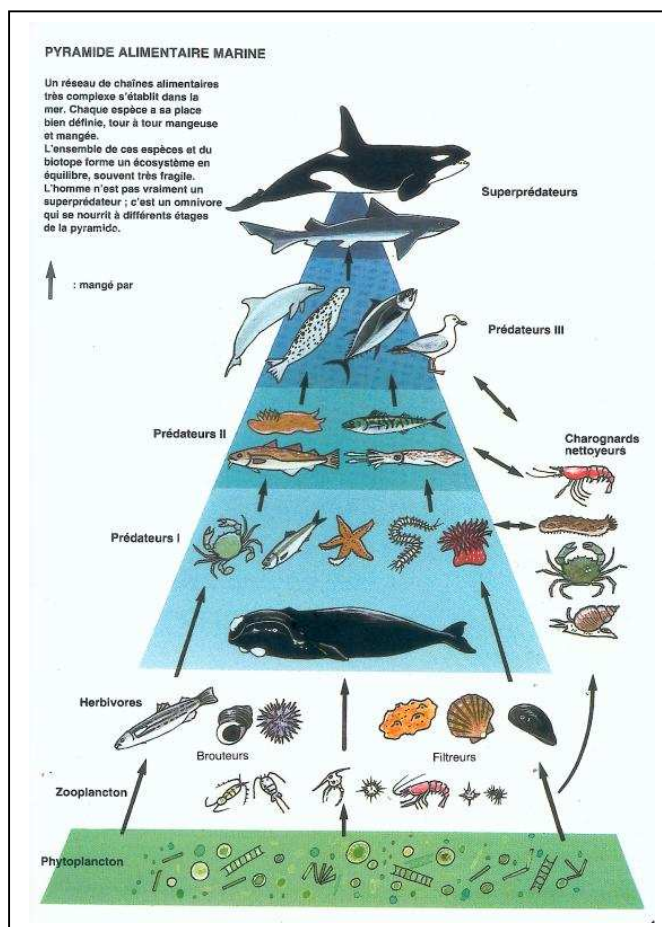 PYRAMIDE ALIMENTAIRE MARINE
Un réseau de chaînes alimentaires
très complexe s'établit dans la
mer. Chaque espèce a sa place
bien définie, tour à tour mangeuse
et mangée.
L'ensemble de ces espèces et du
biotope forme un écosystème en
équilibre, souvent très fragile.
L'homme n'est pas vraiment un
superprédateur ; c'est un omnivore
qui se nourrit à différents étages
de la pyramide.
: mangé par
Superprédateurs
Prédateurs III
Prédateurs II
Charognards
nettoyeurs
Prédateurs I
Herbivores
Brouteurs
Filtreurs
Zooplancton
Phytoplancton